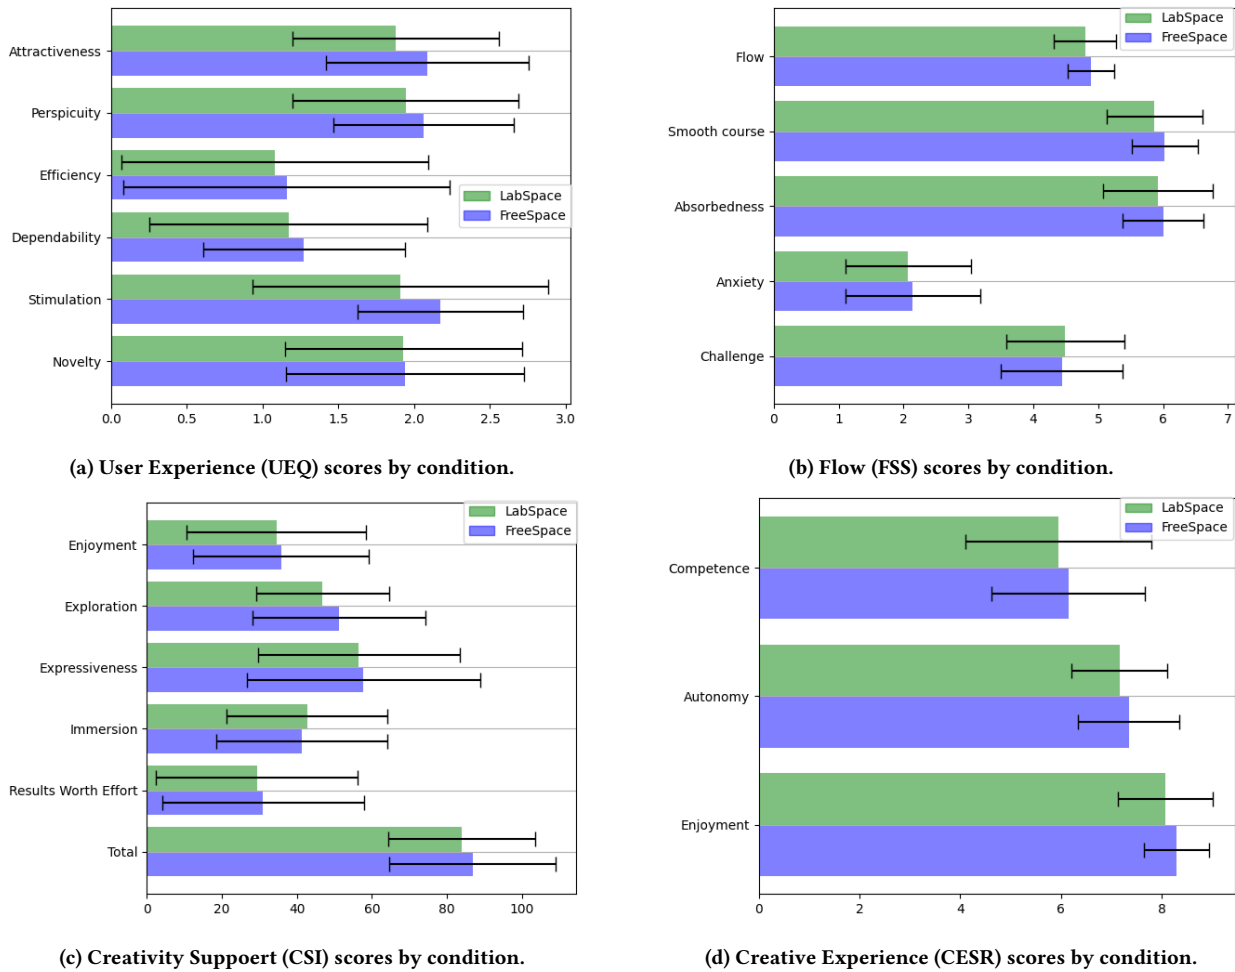 LabSpace
FreeSpace
Attractiveness
Perspicuity
Efficiency
Dependability
Stimulation
Novelty
0.0 0.5 1.0 1.5 2.0 2.5 3.0
(a) User Experience (UEQ) scores by condition.
LabSpace
FreeSpace
Flow
Smooth course
Absorbedness
Anxiety
Challenge
0 1 2 3 4 5 6 7
(b) Flow (FSS) scores by condition.
LabSpace
FreeSpace
Enjoyment
Exploration
Expressiveness
Immersion
Results Worth Effort
Total
0 20 40 60 80 100
(c) Creativity Suppoert (CSI) scores by condition.
LabSpace
FreeSpace
Competence
Autonomy
Enjoyment
0 2 4 6 8
(d) Creative Experience (CESR) scores by condition.